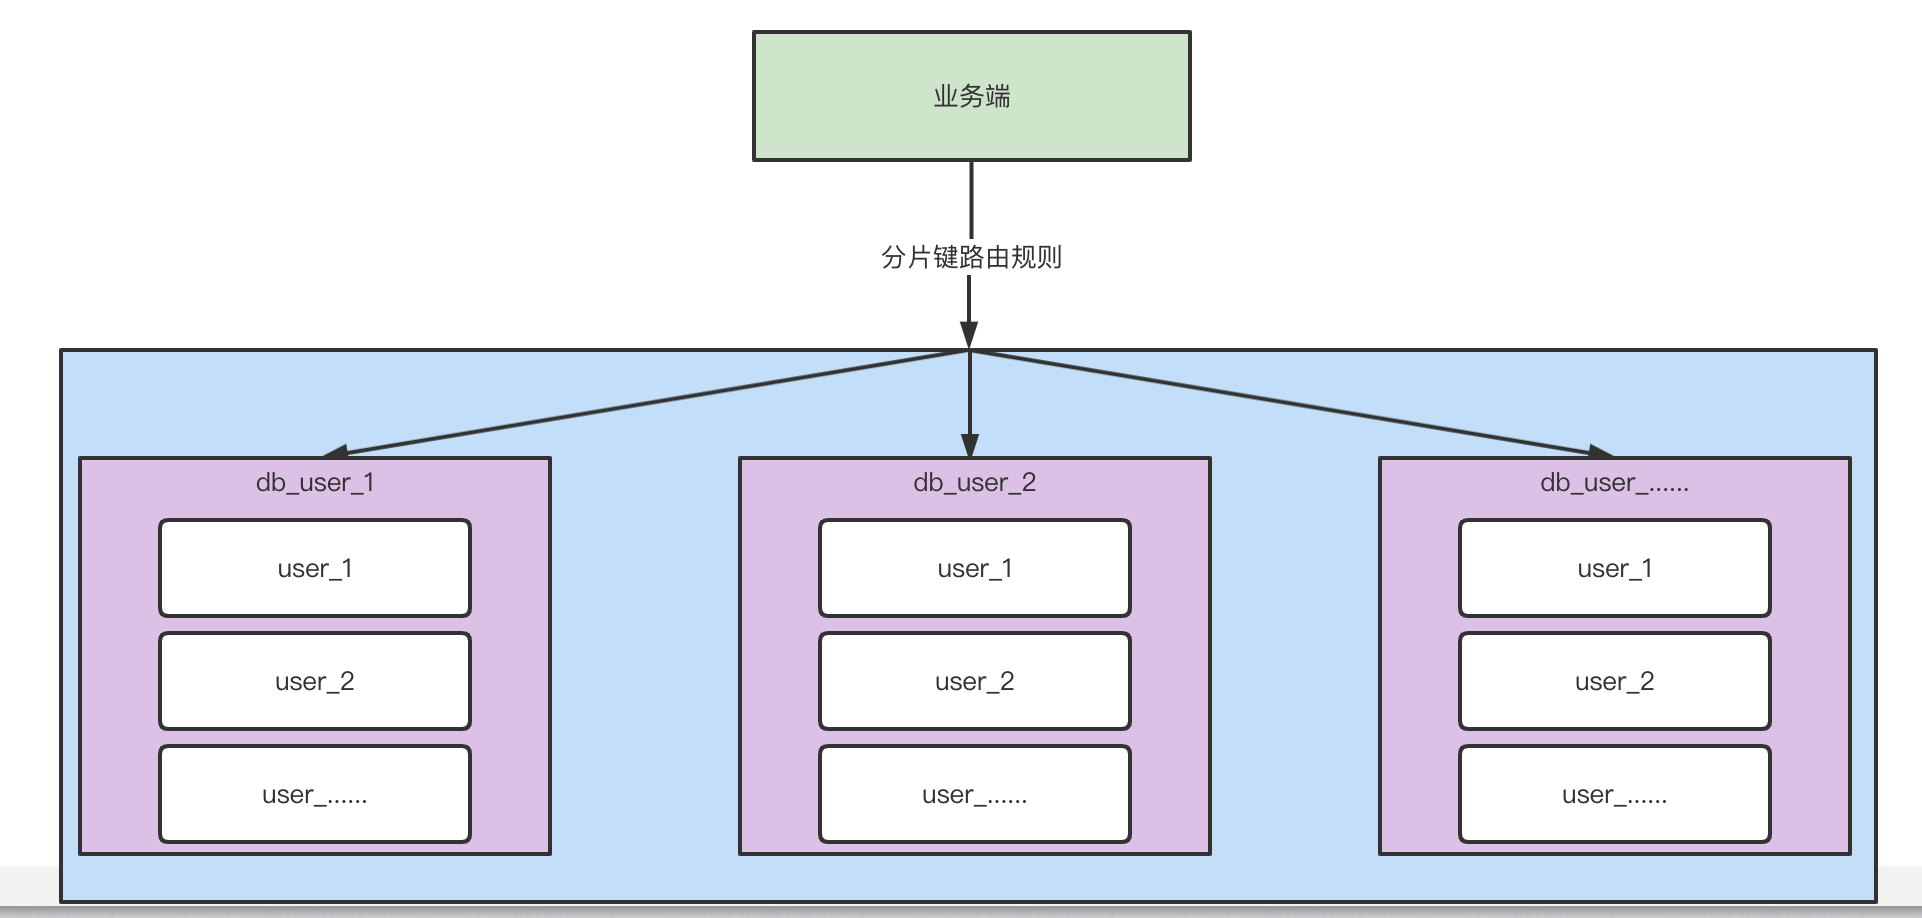 业务端
分片键路由规则
db_user_1
user_1
user_2
user_......
db_user_2
user_1
user_2
user_......
db_user_......
user_1
user_2
user_......